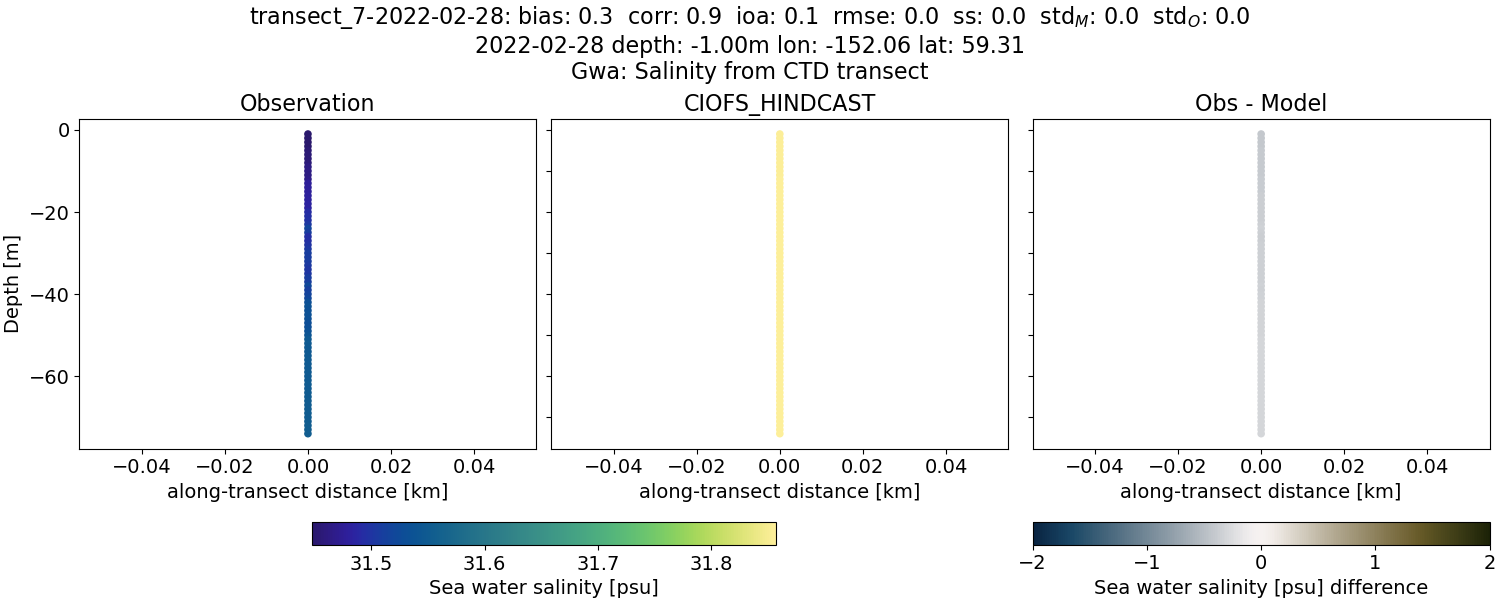 transect_7-2022-02-28: bias: 0.3  corr: 0.9  ioa: 0.1  rmse: 0.0  ss: 0.0  std_M: 0.0  std_O: 0.0
2022-02-28 depth: -1.00m lon: -152.06 lat: 59.31
Gwa: Salinity from CTD transect
Observation
CIOFS_HINDCAST
Obs - Model
Depth [m]
0
−20
−40
−60
−0.04 −0.02 0.00 0.02 0.04
−0.04 −0.02 0.00 0.02 0.04
−0.04 −0.02 0.00 0.02 0.04
along-transect distance [km]
along-transect distance [km]
along-transect distance [km]
31.5 31.6 31.7 31.8
Sea water salinity [psu]
−2 −1 0 1 2
Sea water salinity [psu] difference